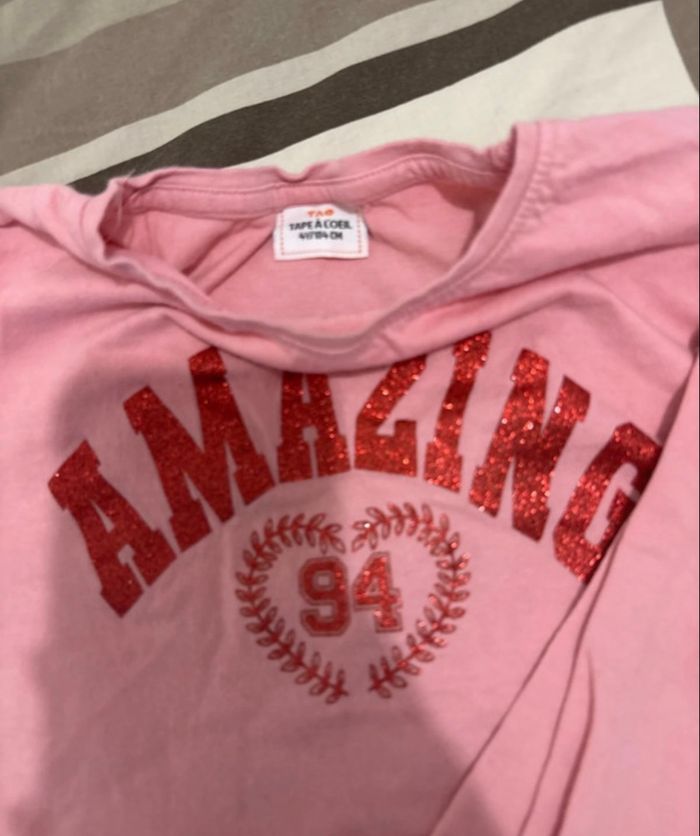 TAO
TAPE À L'OEIL
AMAZING
94